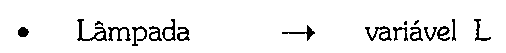 • Lâmpada → variável L